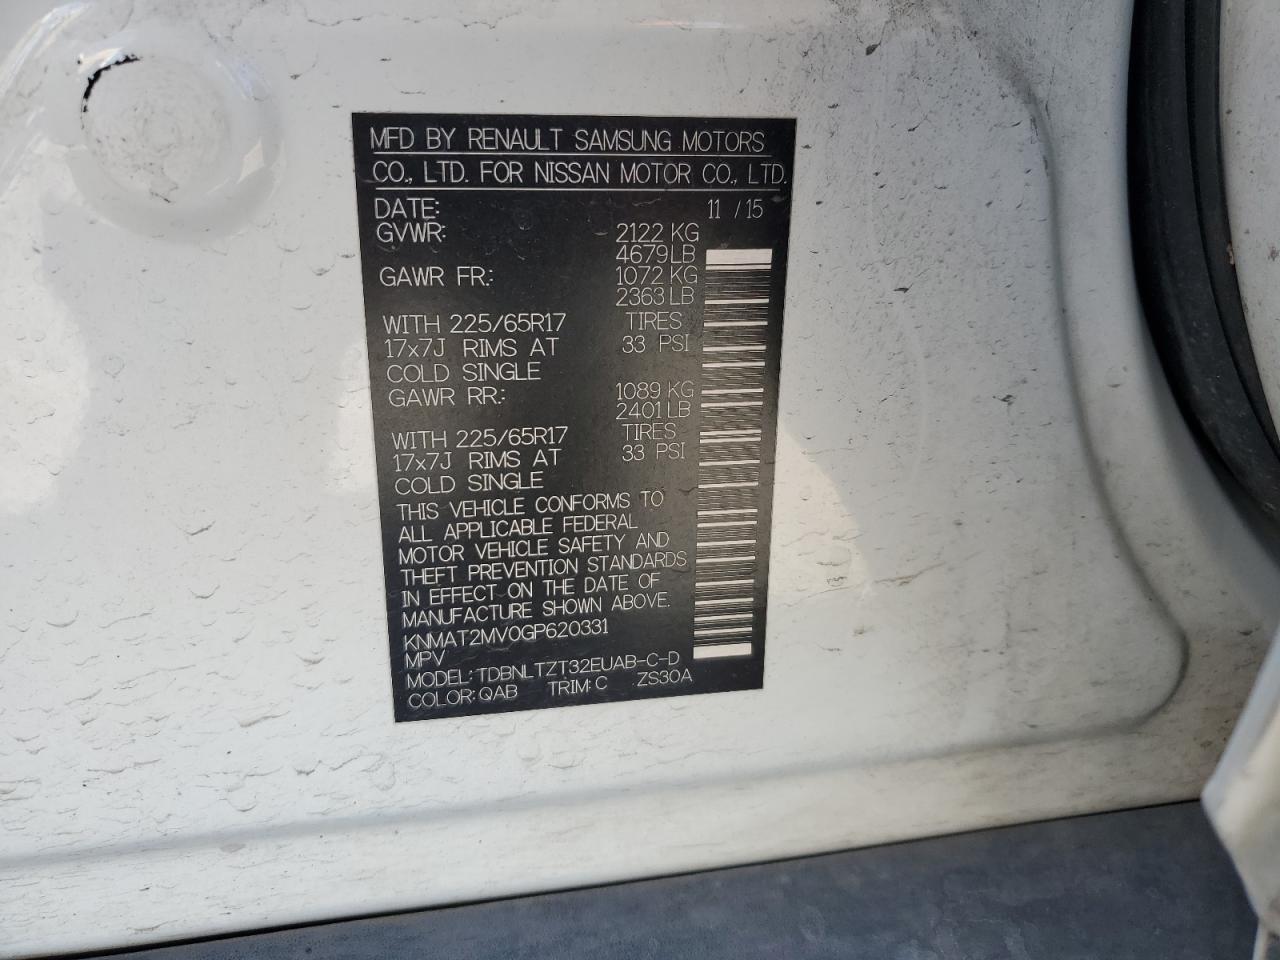 MFD BY RENAULT SAMSUNG MOTORS
CO., LTD. FOR NISSAN MOTOR CO., LTD.
DATE: 11 / 15
GVWR: 2122 KG
4679 LB
GAWR FR.: 1072 KG
2363 LB
WITH 225/65R17 TIRES
17x7J RIMS AT 33 PSI
COLD SINGLE
GAWR RR.: 1089 KG
2401 LB
WITH 225/65R17 TIRES
17x7J RIMS AT 33 PSI
COLD SINGLE
THIS VEHICLE CONFORMS TO
ALL APPLICABLE FEDERAL
MOTOR VEHICLE SAFETY AND
THEFT PREVENTION STANDARDS
IN EFFECT ON THE DATE OF
MANUFACTURE SHOWN ABOVE.
KNMAT2MV0GP620331
MPV
MODEL: TDBNLTZT32EUAB-C-D
COLOR: QAB TRIM: C ZS30A